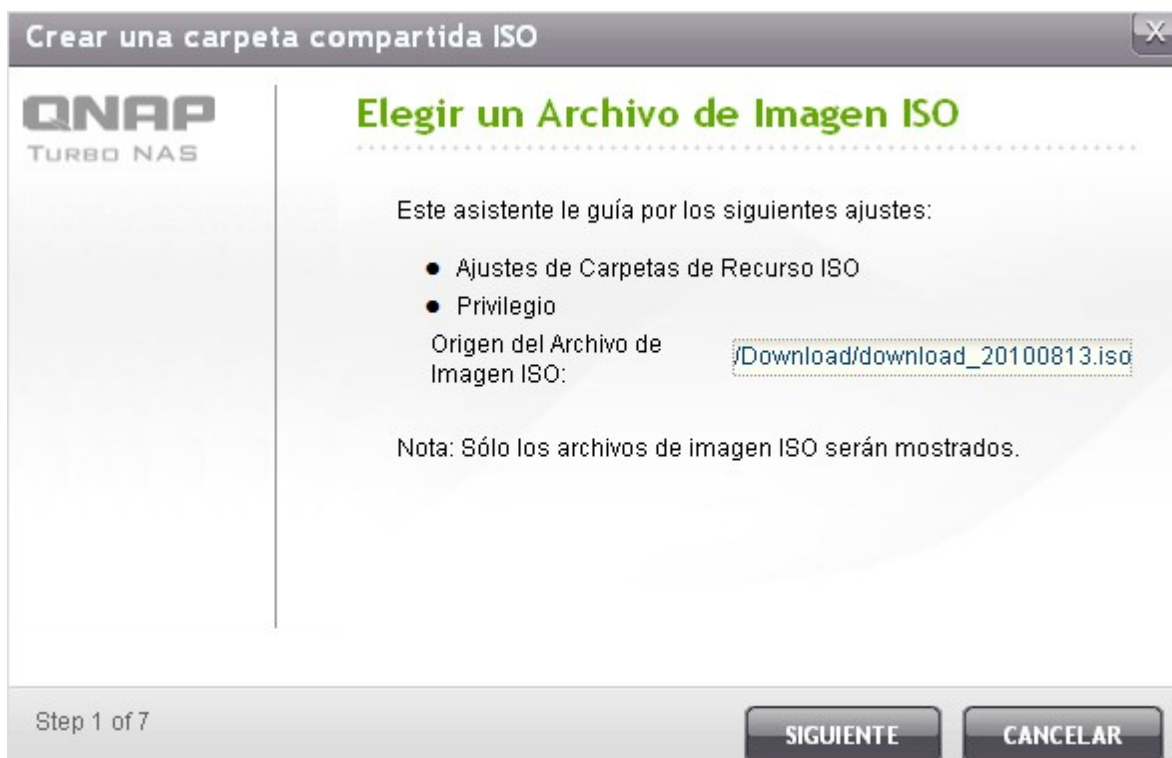 Crear una carpeta compartida ISO
X
QNAP
TURBO NAS
Elegir un Archivo de Imagen ISO
Este asistente le guía por los siguientes ajustes:
Ajustes de Carpetas de Recurso ISO
Privilegio
Origen del Archivo de
Imagen ISO:
/Download/download_20100813.iso
Nota: Sólo los archivos de imagen ISO serán mostrados.
Step 1 of 7
SIGUIENTE
CANCELAR